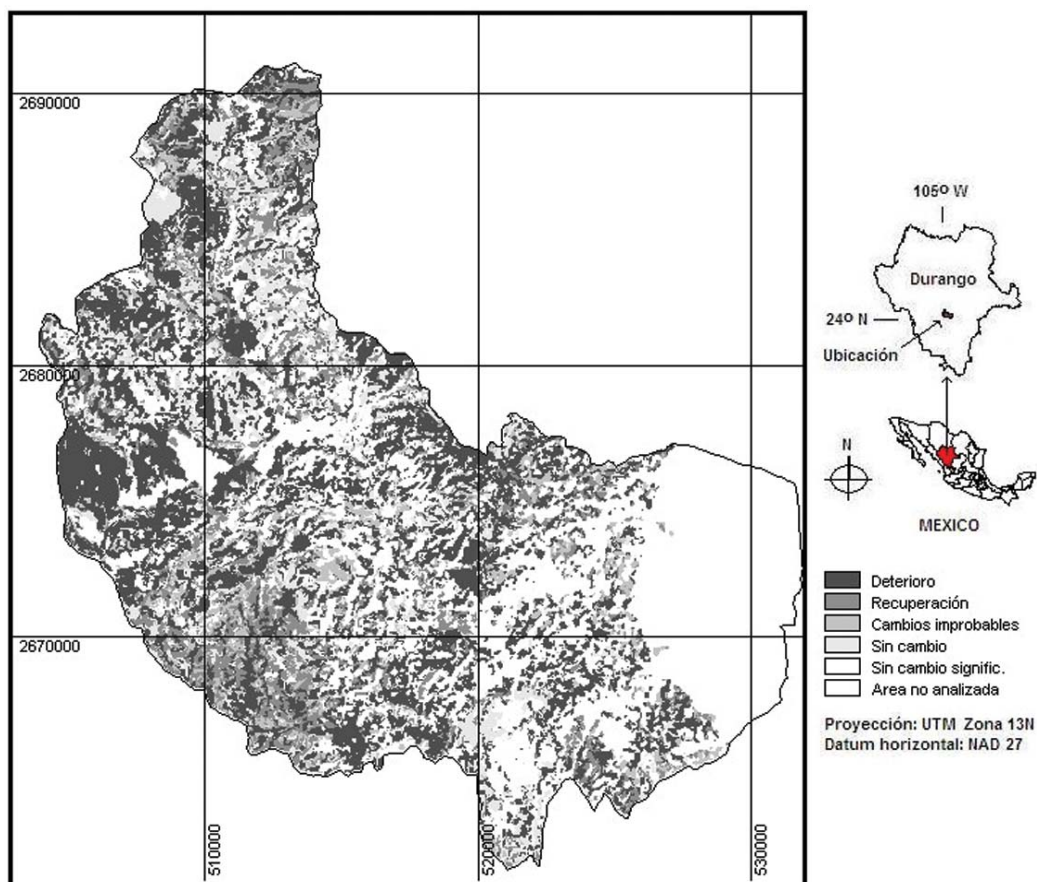 2690000
2680000
2670000
510000
520000
530000
105º W
Durango
24º N
Ubicación
N
MEXICO
Deterioro
Recuperación
Cambios improbables
Sin cambio
Sin cambio signific.
Area no analizada
Proyección: UTM Zona 13N
Datum horizontal: NAD 27